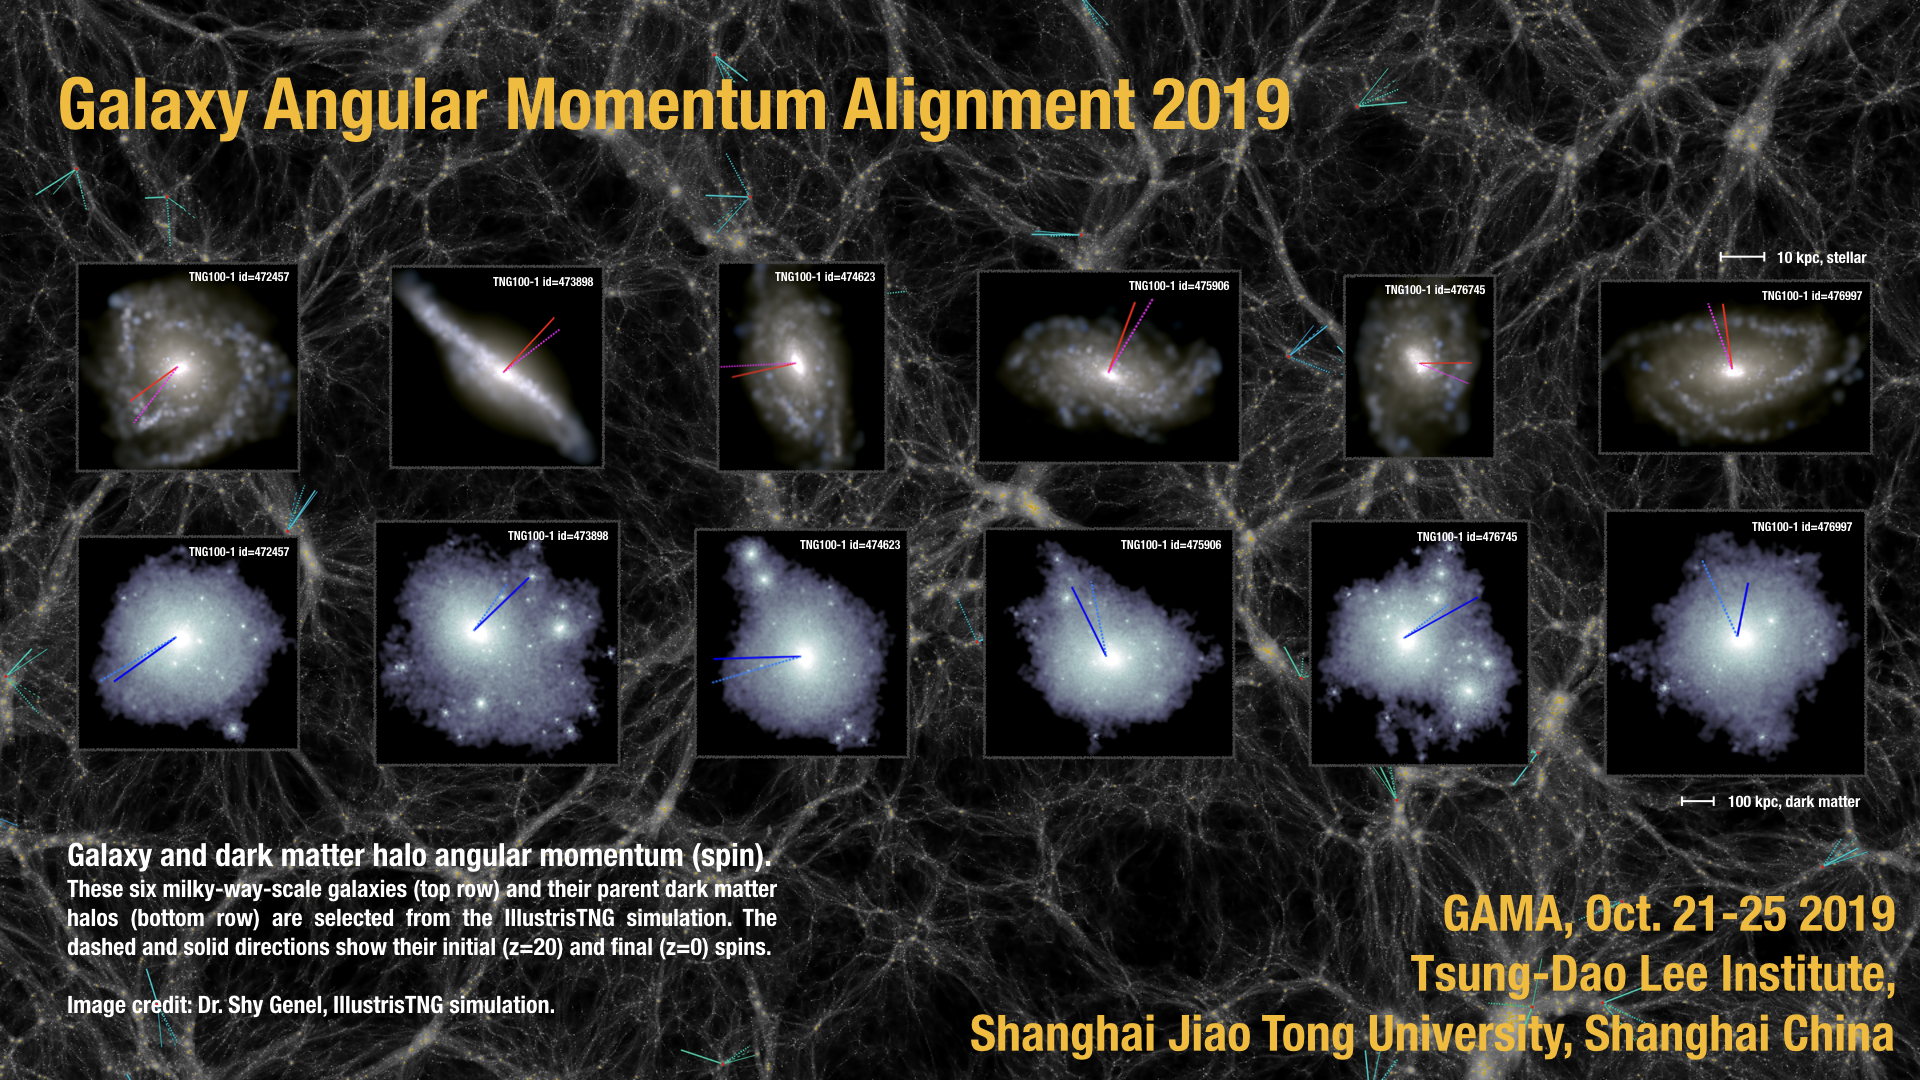 Galaxy Angular Momentum Alignment 2019
10 kpc, stellar
TNG100-1 id=472457
TNG100-1 id=473898
TNG100-1 id=474623
TNG100-1 id=475906
TNG100-1 id=476745
TNG100-1 id=476997
TNG100-1 id=472457
TNG100-1 id=473898
TNG100-1 id=474623
TNG100-1 id=475906
TNG100-1 id=476745
TNG100-1 id=476997
100 kpc, dark matter
Galaxy and dark matter halo angular momentum (spin).
These six milky-way-scale galaxies (top row) and their parent dark matter
halos (bottom row) are selected from the IllustrisTNG simulation. The
dashed and solid directions show their initial (z=20) and final (z=0) spins.
Image credit: Dr. Shy Genel, IllustrisTNG simulation.
GAMA, Oct. 21-25 2019
Tsung-Dao Lee Institute,
Shanghai Jiao Tong University, Shanghai China